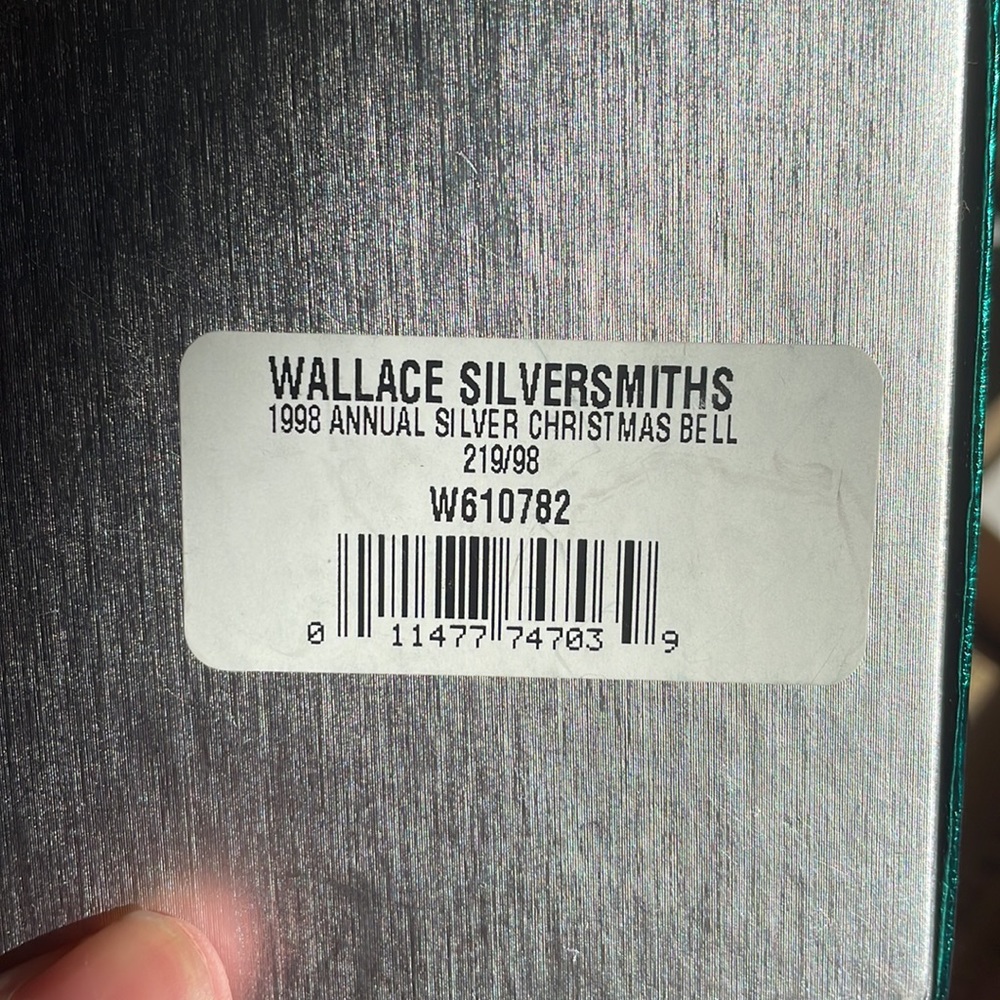 WALLACE SILVERSMITHS
1998 ANNUAL SILVER CHRISTMAS BELL
219/98
W610782
0 11477 74703 9